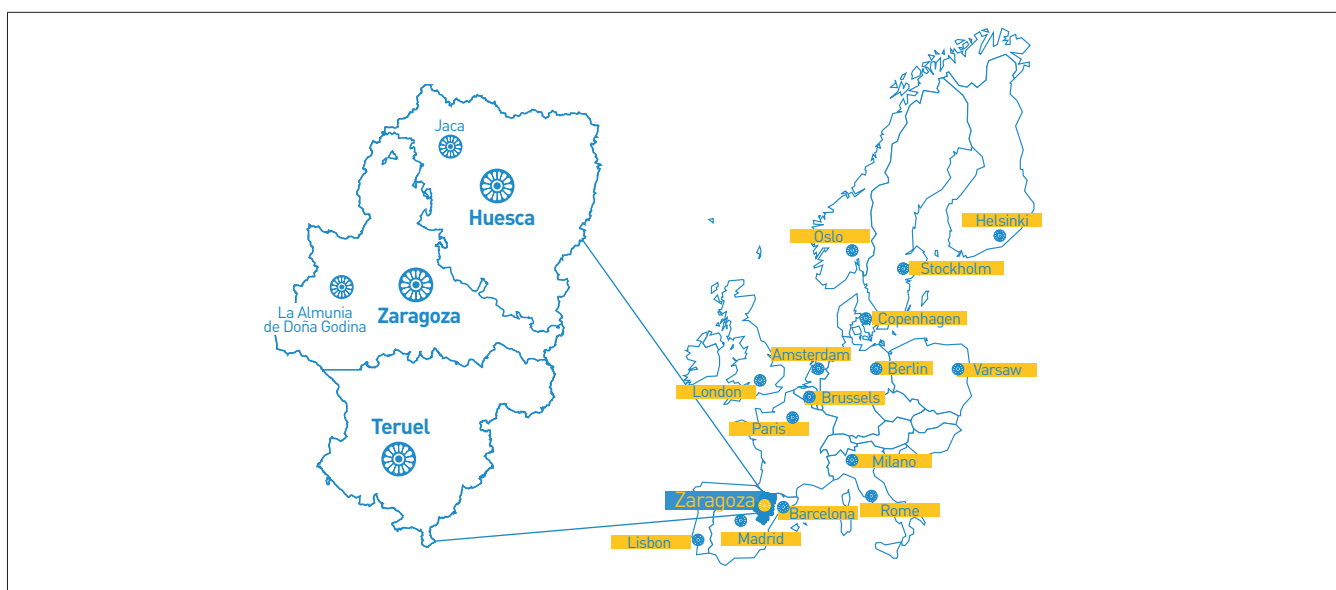 Jaca
Huesca
La Almunia
de Doña Godina
Zaragoza
Teruel
Helsinki
Oslo
Stockholm
Copenhagen
Amsterdam
Berlin
Varsaw
London
Brussels
Paris
Milano
Zaragoza
Barcelona
Rome
Madrid
Lisbon